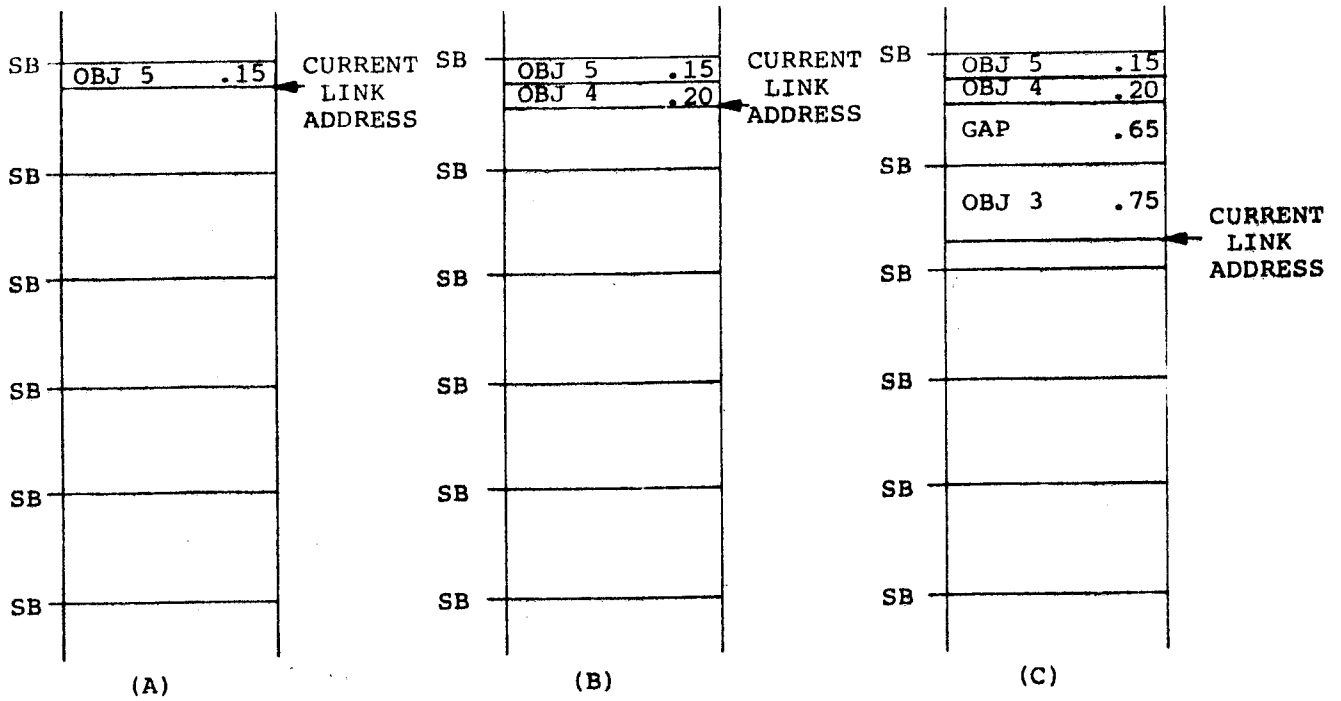 SB
OBJ 5 .15
CURRENT
LINK
ADDRESS
SB
SB
SB
SB
SB
(A)
SB
OBJ 5 .15
OBJ 4 .20
CURRENT
LINK
ADDRESS
SB
SB
SB
SB
SB
(B)
SB
OBJ 5 .15
OBJ 4 .20
GAP .65
SB
OBJ 3 .75
CURRENT
LINK
ADDRESS
SB
SB
SB
SB
(C)